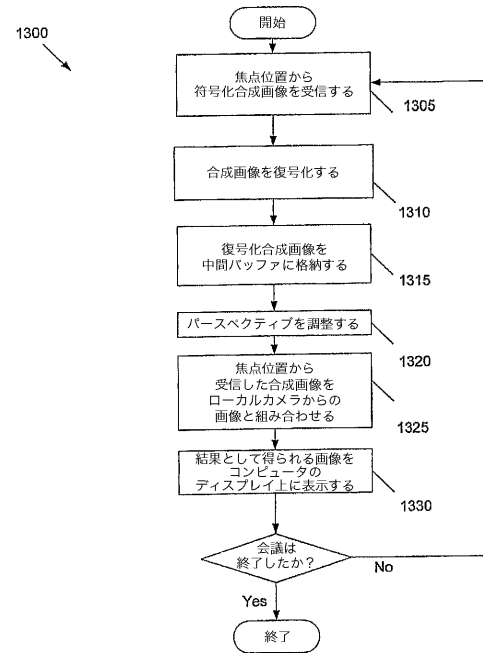 開始
1300
焦点位置から
符号化合成画像を受信する
1305
合成画像を復号化する
1310
復号化合成画像を
中間バッファに格納する
1315
パースペクティブを調整する
1320
焦点位置から
受信した合成画像を
ローカルカメラからの
画像と組み合わせる
1325
結果として得られる画像を
コンピュータの
ディスプレイ上に表示する
1330
会議は
終了したか？
No
Yes
終了